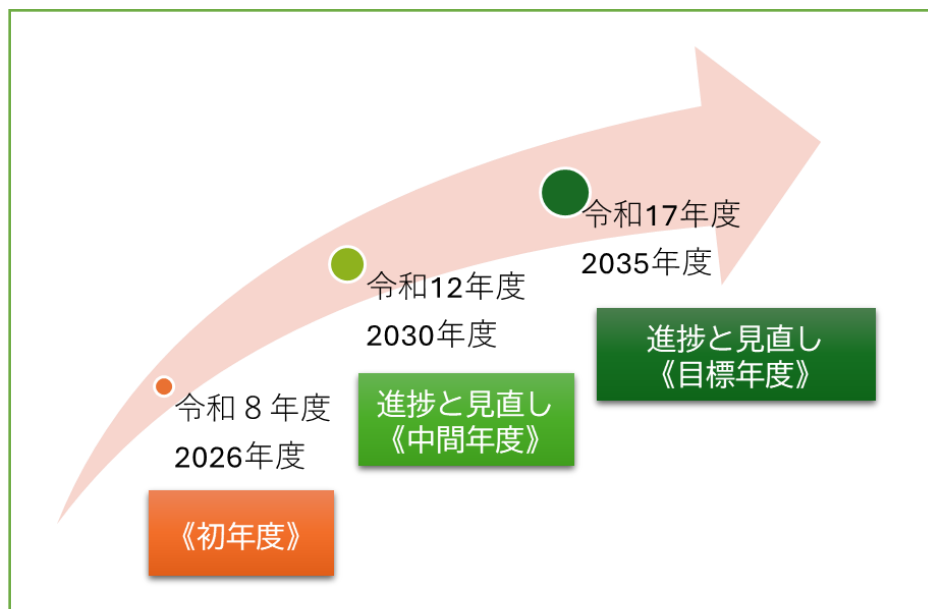 令和８年度
2026年度
《初年度》
令和12年度
2030年度
進捗と見直し
《中間年度》
令和17年度
2035年度
進捗と見直し
《目標年度》